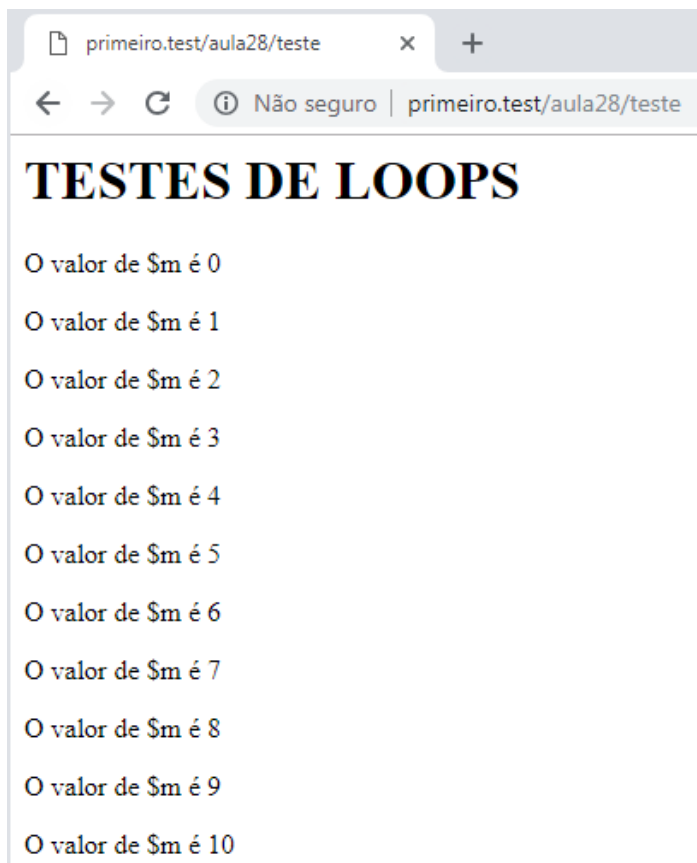 primeiro.test/aula28/teste
Não seguro | primeiro.test/aula28/teste
TESTES DE LOOPS
O valor de $m é 0
O valor de $m é 1
O valor de $m é 2
O valor de $m é 3
O valor de $m é 4
O valor de $m é 5
O valor de $m é 6
O valor de $m é 7
O valor de $m é 8
O valor de $m é 9
O valor de $m é 10